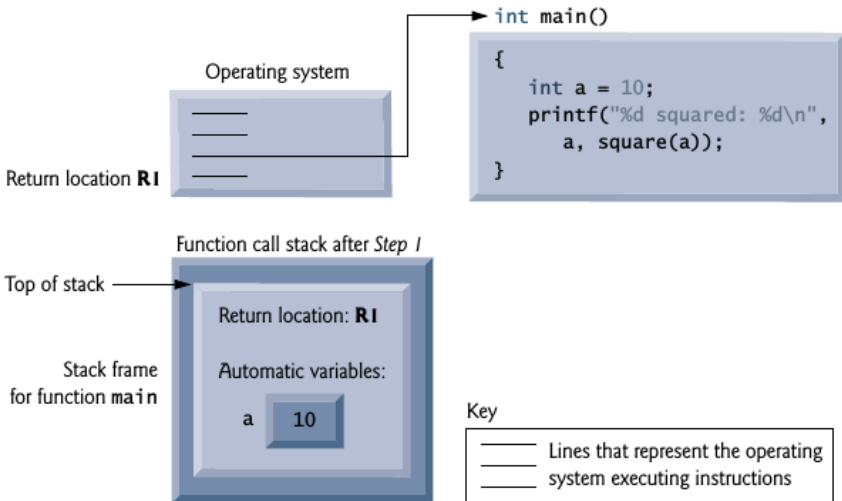 int main()
Operating system
{
int a = 10;
printf("%d squared: %d\n",
a, square(a));
}
Return location R1
Function call stack after Step 1
Top of stack
Return location: R1
Stack frame
for function main
Automatic variables:
a 10
Key
Lines that represent the operating
system executing instructions